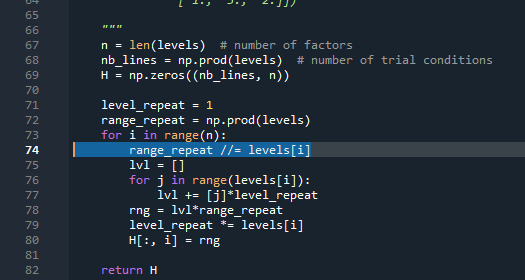 64 [ 1., 3., 2.]])
65
66 """
67 n = len(levels)  # number of factors
68 nb_lines = np.prod(levels)  # number of trial conditions
69 H = np.zeros((nb_lines, n))
70
71 level_repeat = 1
72 range_repeat = np.prod(levels)
73 for i in range(n):
74     range_repeat //= levels[i]
75     lvl = []
76     for j in range(levels[i]):
77         lvl += [j]*level_repeat
78     rng = lvl*range_repeat
79     level_repeat *= levels[i]
80     H[:, i] = rng
81
82 return H